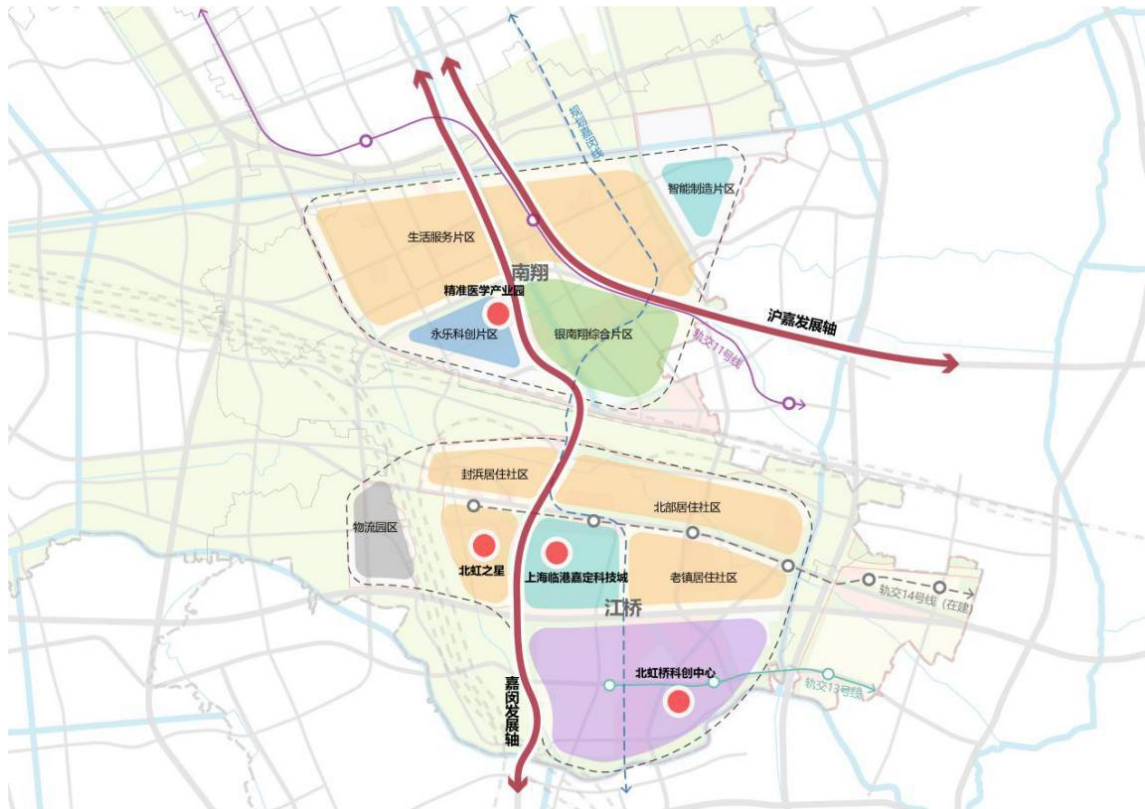 规划嘉闵线
智能制造片区
生活服务片区
南翔
精准医学产业园
永乐科创片区
银南翔综合片区
沪嘉发展轴
轨交11号线
封浜居住社区
北部居住社区
物流园区
北虹之星
上海临港嘉定科技城
老镇居住社区
轨交14号线（在建）
江桥
北虹桥科创中心
轨交13号线
嘉闵发展轴